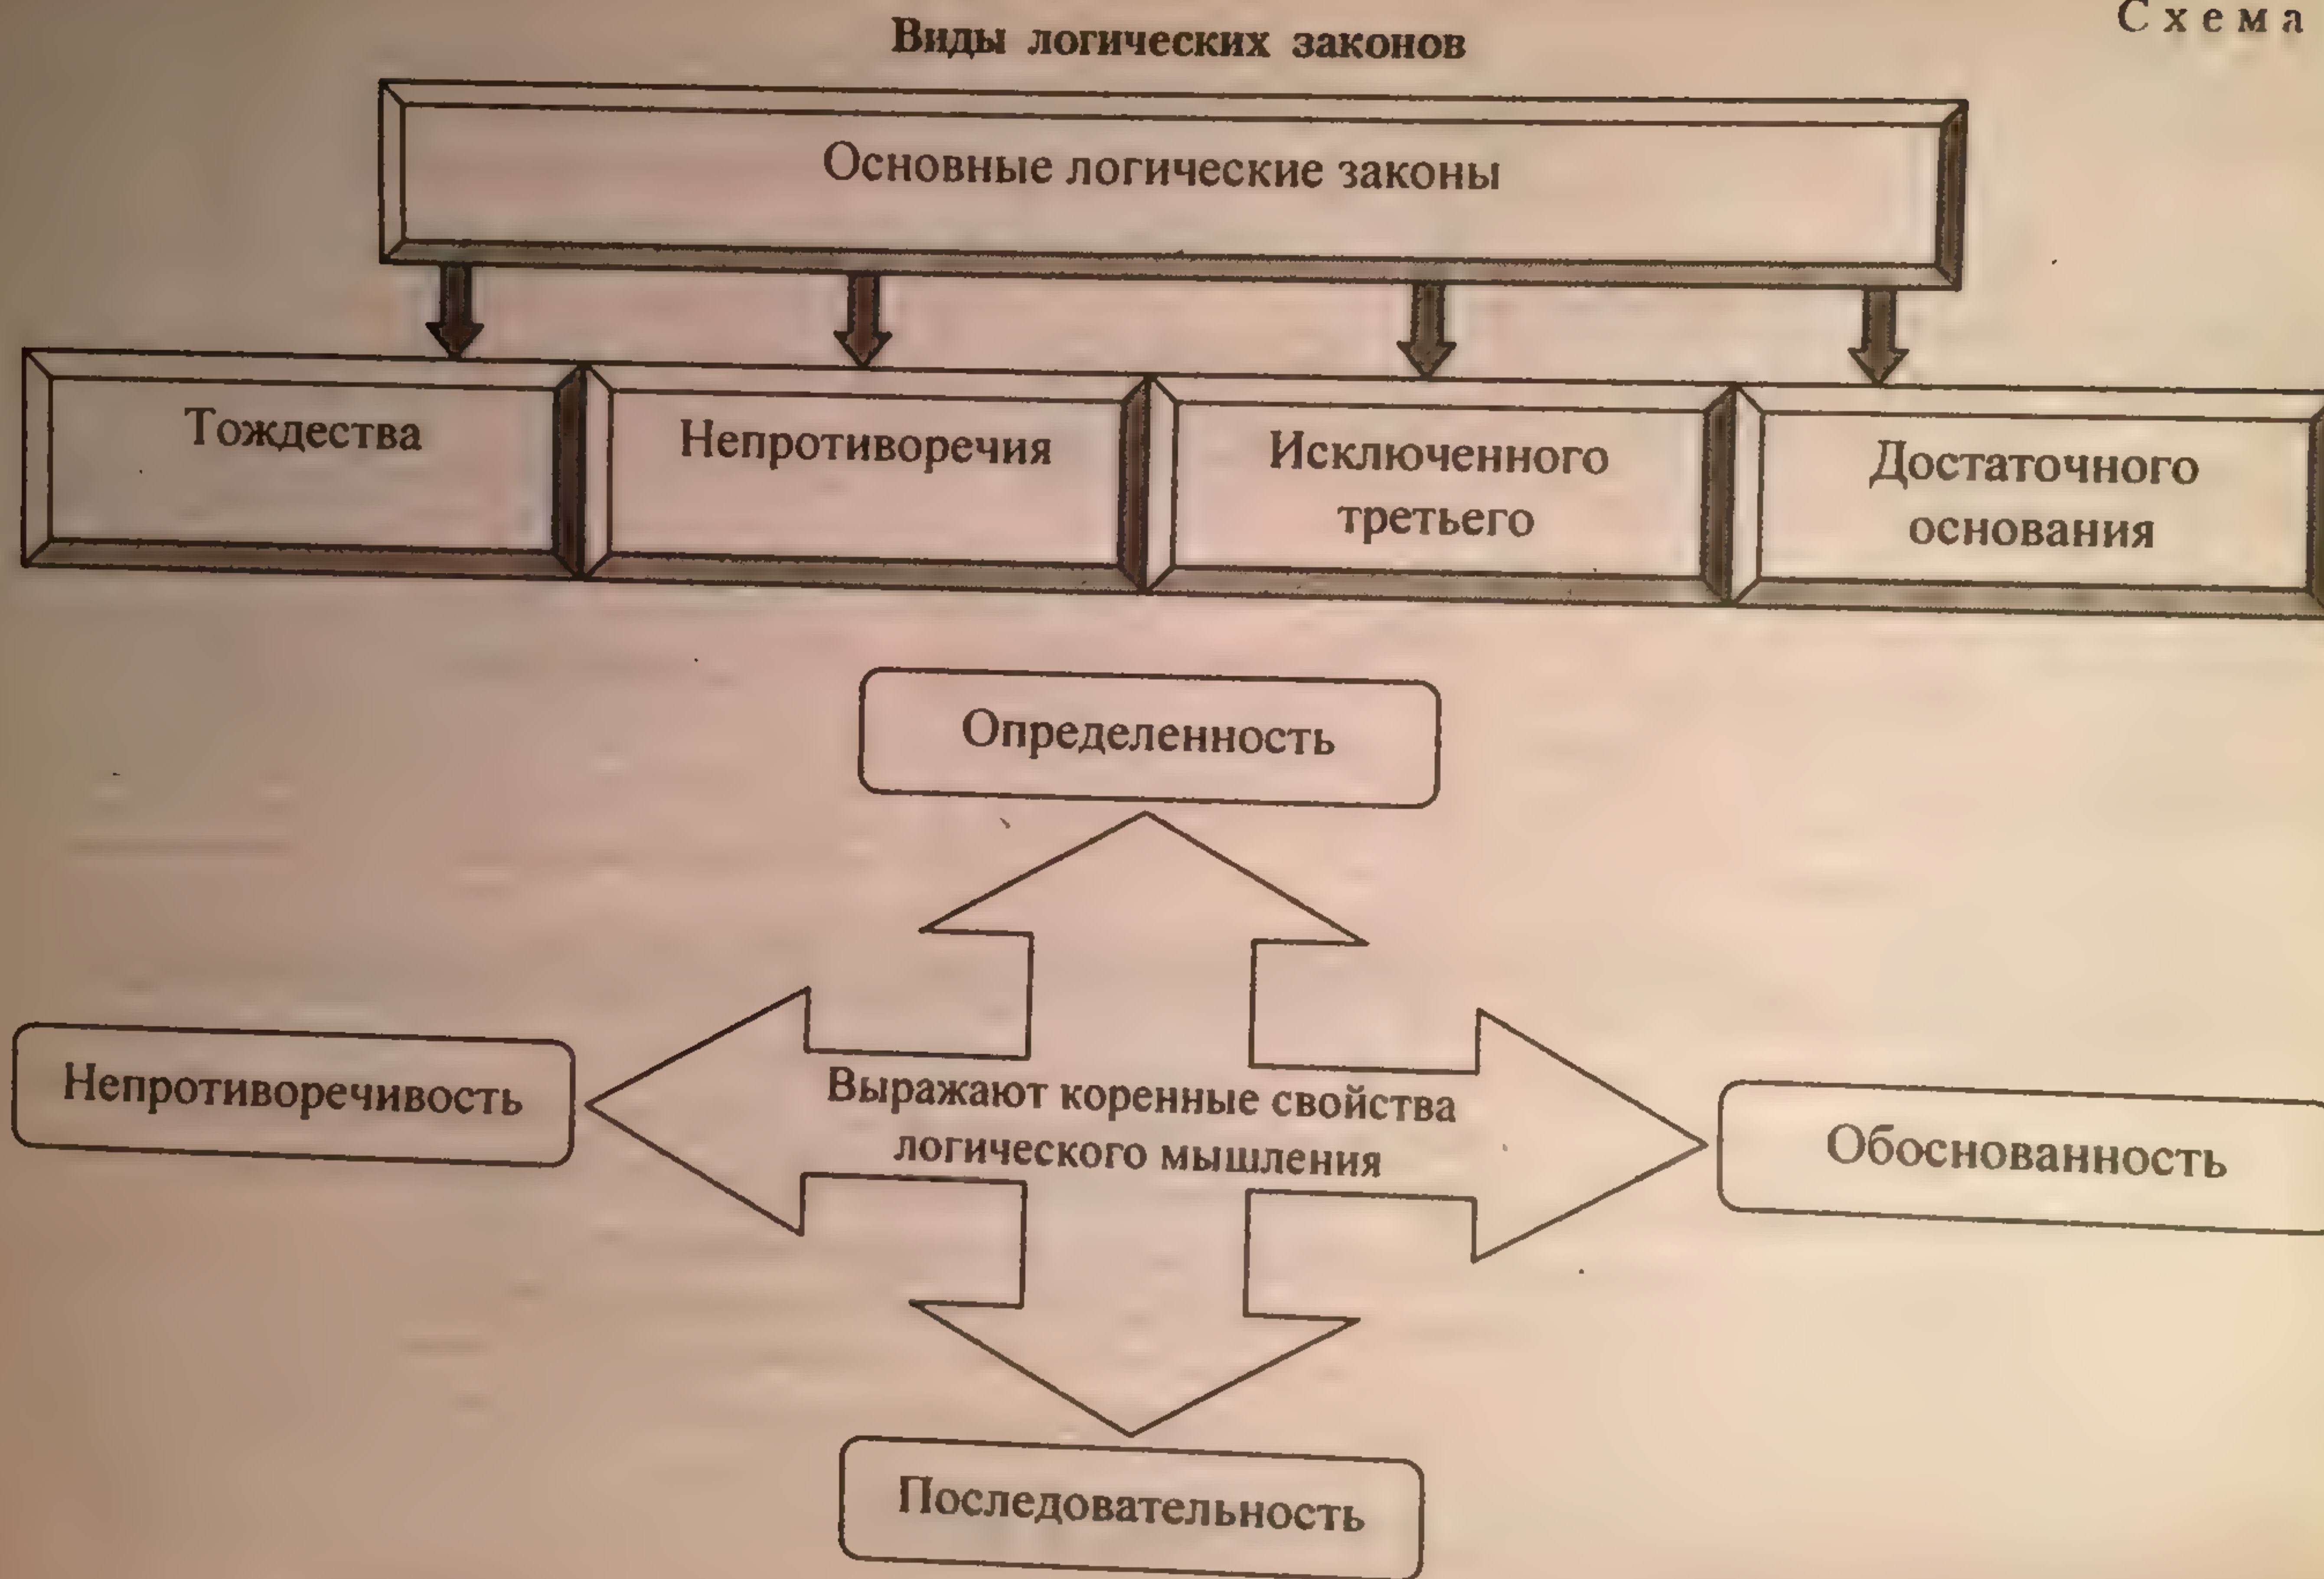 Схема
Виды логических законов
Основные логические законы
Тождества
Непротиворечия
Исключенного
третьего
Достаточного
основания
Определенность
Непротиворечивость
Выражают коренные свойства
логического мышления
Обоснованность
Последовательность